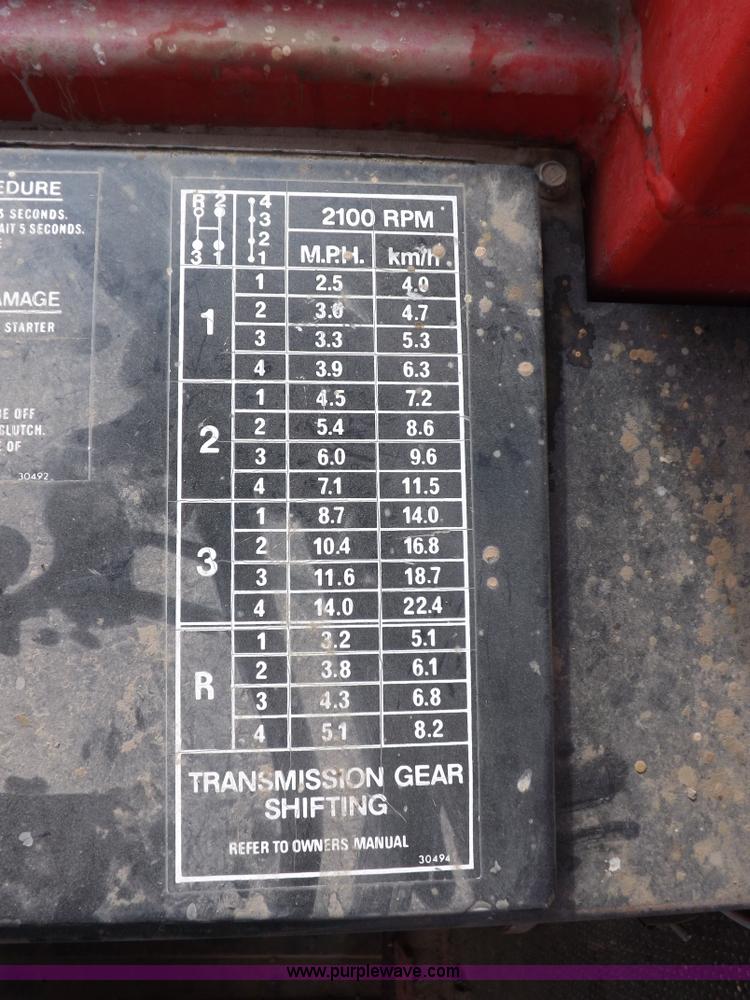 EDURE
3 SECONDS.
AIT 5 SECONDS.
E
AMAGE
STARTER
BE OFF
CLUTCH.
E OF
30492
R 2 4 2100 RPM
3
2
3 1 1 M.P.H. km/h
1 1 2.5 4.0
2 3.0 4.7
3 3.3 5.3
4 3.9 6.3
2 1 4.5 7.2
2 5.4 8.6
3 6.0 9.6
4 7.1 11.5
3 1 8.7 14.0
2 10.4 16.8
3 11.6 18.7
4 14.0 22.4
R 1 3.2 5.1
2 3.8 6.1
3 4.3 6.8
4 5.1 8.2
TRANSMISSION GEAR
SHIFTING
REFER TO OWNERS MANUAL
30494
www.purplewave.com